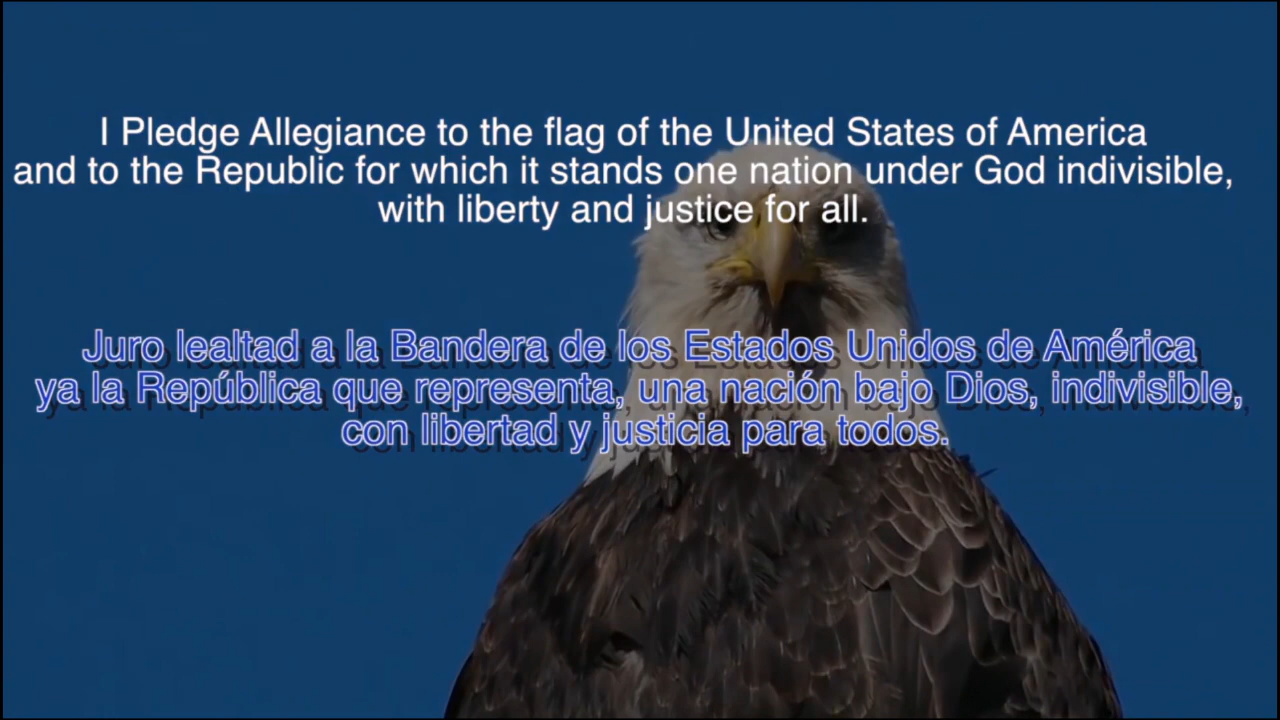 I Pledge Allegiance to the flag of the United States of America
and to the Republic for which it stands one nation under God indivisible,
with liberty and justice for all.
Juro lealtad a la Bandera de los Estados Unidos de América
ya la República que representa, una nación bajo Dios, indivisible,
con libertad y justicia para todos.